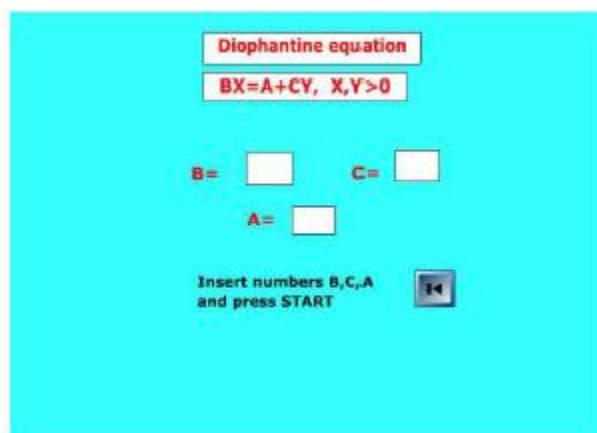 Diophantine equation
BX=A+CY, X,Y>0
B= C=
A=
Insert numbers B,C,A
and press START